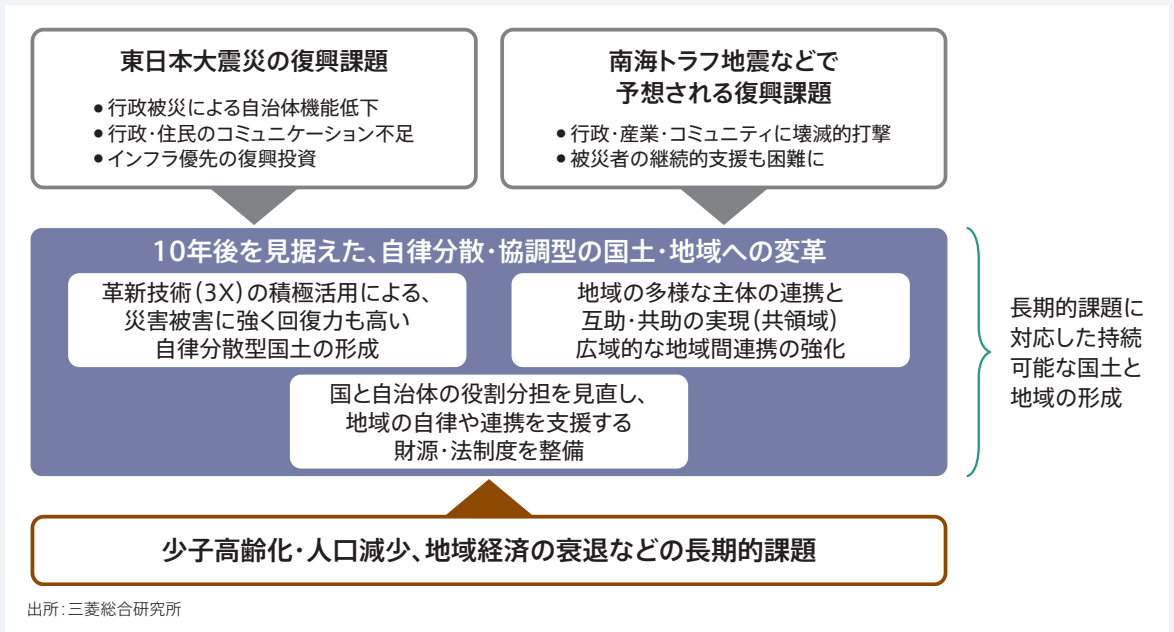 東日本大震災の復興課題
●行政被災による自治体機能低下
●行政・住民のコミュニケーション不足
●インフラ優先の復興投資
南海トラフ地震などで
予想される復興課題
●行政・産業・コミュニティに壊滅的打撃
●被災者の継続的支援も困難に
10年後を見据えた、自律分散・協調型の国土・地域への変革
革新技術(3X)の積極活用による、
災害被害に強く回復力も高い
自律分散型国土の形成
地域の多様な主体の連携と
互助・共助の実現(共領域)
広域的な地域間連携の強化
国と自治体の役割分担を見直し、
地域の自律や連携を支援する
財源・法制度を整備
長期的課題に
対応した持続
可能な国土と
地域の形成
少子高齢化・人口減少、地域経済の衰退などの長期的課題
出所:三菱総合研究所